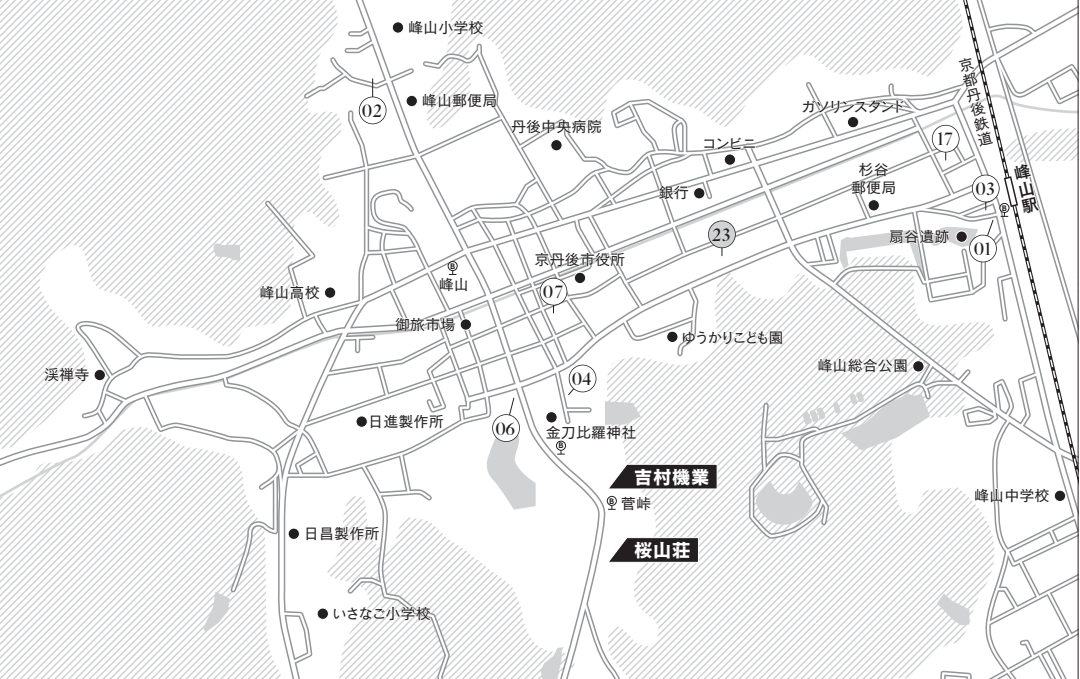 峰山小学校
02
峰山郵便局
丹後中央病院
ガソリンスタンド
コンビニ
京都丹後鉄道
17
杉谷
郵便局
銀行
03
峰山駅
B
23
扇谷遺跡
01
京丹後市役所
B
峰山
07
峰山高校
御旅市場
ゆうかりこども園
渓禅寺
峰山総合公園
04
日進製作所
06
金刀比羅神社
B
吉村機業
B 菅峠
峰山中学校
日昌製作所
桜山荘
いさなご小学校